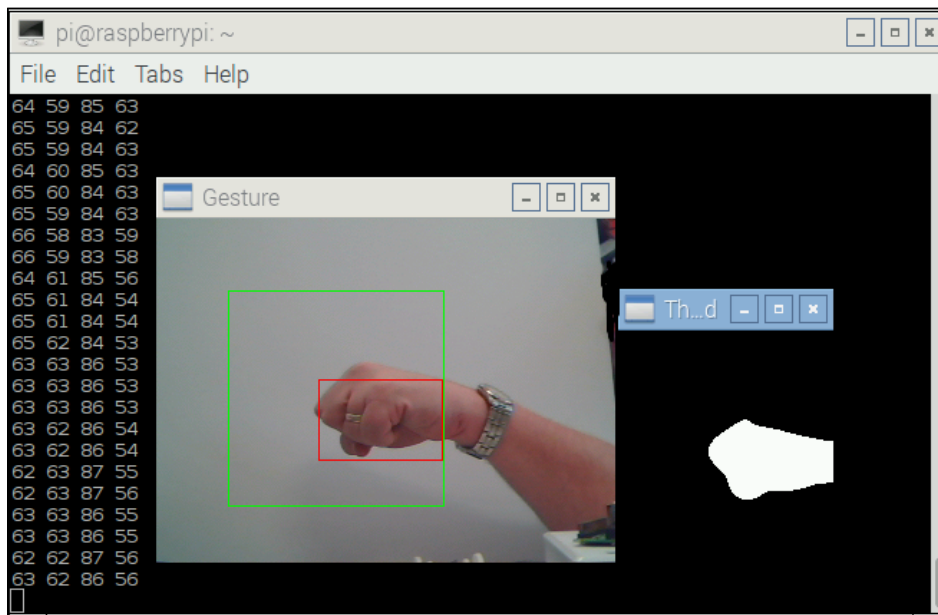 pi@raspberrypi: ~
File Edit Tabs Help
64 59 85 63
65 59 84 62
65 59 84 63
64 60 85 63
65 60 84 63
65 59 84 63
66 58 83 59
66 59 83 58
64 61 85 56
65 61 84 54
65 61 84 54
65 62 84 53
63 63 86 53
63 63 86 53
63 63 86 53
63 62 86 54
63 62 86 54
62 63 87 55
62 63 87 56
63 63 86 55
63 63 86 55
62 62 87 56
63 62 86 56
Gesture
Th...d